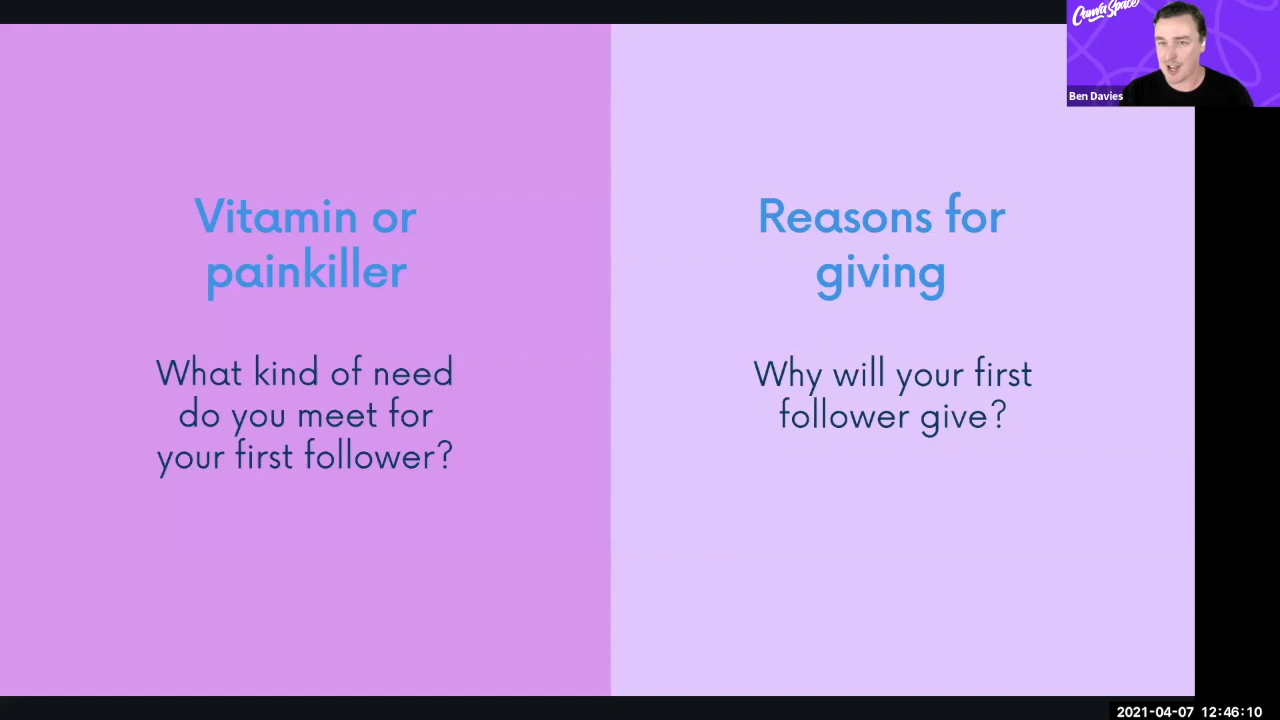 CanvaSpace
Ben Davies
Vitamin or
painkiller
What kind of need
do you meet for
your first follower?
Reasons for
giving
Why will your first
follower give?
2021-04-07 12:46:10